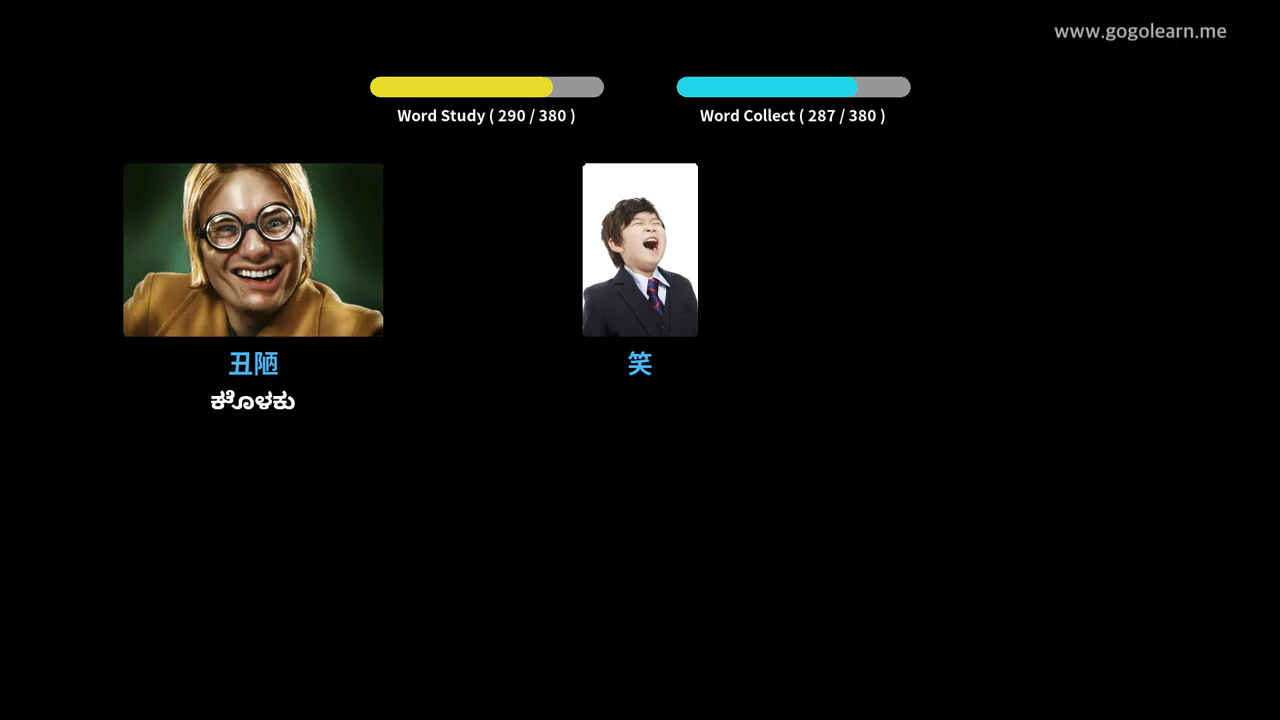 www.gogolearn.me
Word Study ( 290 / 380 )
Word Collect ( 287 / 380 )
丑陋
笑
ಕೊಳಕು